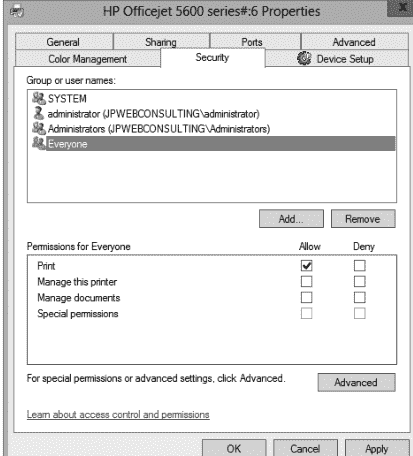 HP Officejet 5600 series#:6 Properties
X
General Sharing Ports Advanced
Color Management Security Device Setup
Group or user names:
SYSTEM
administrator (JPWEBCONSULTING\administrator)
Administrators (JPWEBCONSULTING\Administrators)
Everyone
Add... Remove
Permissions for Everyone Allow Deny
Print
Manage this printer
Manage documents
Special permissions
For special permissions or advanced settings, click Advanced.
Advanced
Learn about access control and permissions
OK Cancel Apply